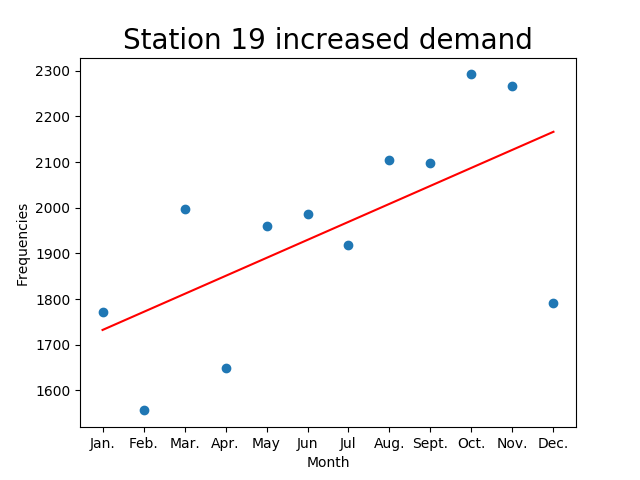 Station 19 increased demand
2300
2200
2100
2000
1900
1800
1700
1600
Frequencies
Jan. Feb. Mar. Apr. May Jun Jul Aug. Sept. Oct. Nov. Dec.
Month